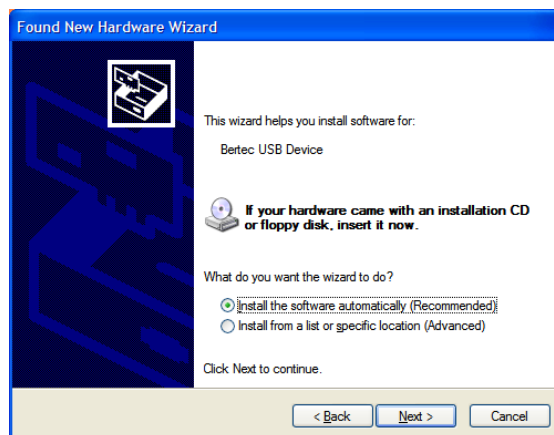 Found New Hardware Wizard
This wizard helps you install software for:
Bertec USB Device
If your hardware came with an installation CD
or floppy disk, insert it now.
What do you want the wizard to do?
Install the software automatically (Recommended)
Install from a list or specific location (Advanced)
Click Next to continue.
< Back Next > Cancel